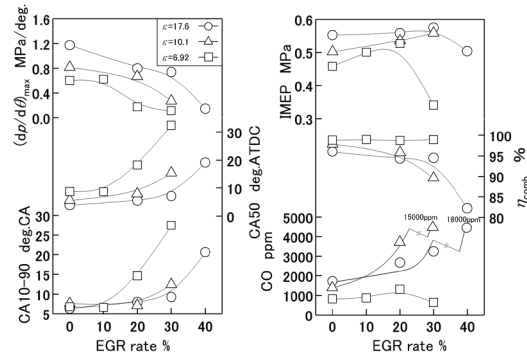 1.6
1.2
0.8
0.4
0.0
(dp/dθ)max MPa/deg.
ε=17.6
ε=10.1
ε=6.92
30
20
10
0
CA50 deg.ATDC
30
25
20
15
10
5
CA10-90 deg.CA
0 10 20 30 40
EGR rate %
0.6
0.5
0.4
0.3
IMEP MPa
100
95
90
85
80
ηcomb %
5000
4000
3000
2000
1000
0
CO ppm
15000ppm
18000ppm
0 10 20 30 40
EGR rate %